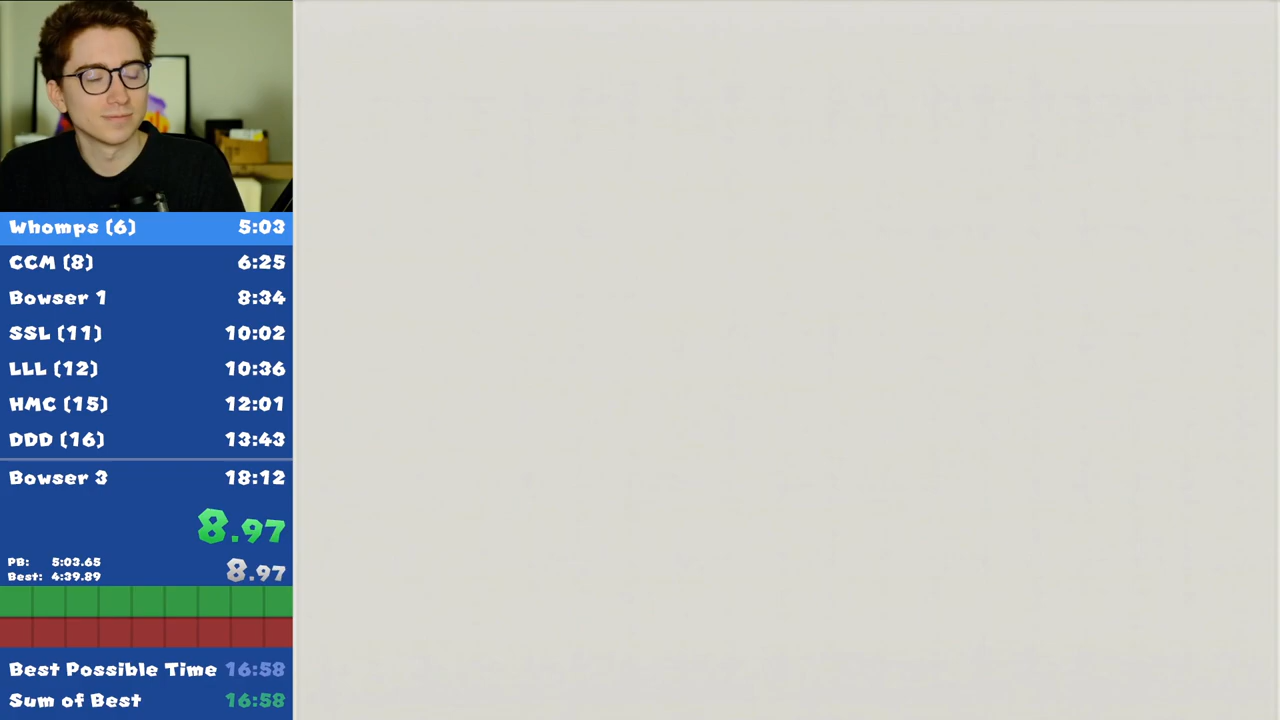 Whomps (6) 5:03
CCM (8) 6:25
Bowser 1 8:34
SSL (11) 10:02
LLL (12) 10:36
HMC (15) 12:01
DDD (16) 13:43
Bowser 3 18:12
8.97
PB: 5:03.65
Best: 4:39.89 8.97
Best Possible Time 16:58
Sum of Best 16:58